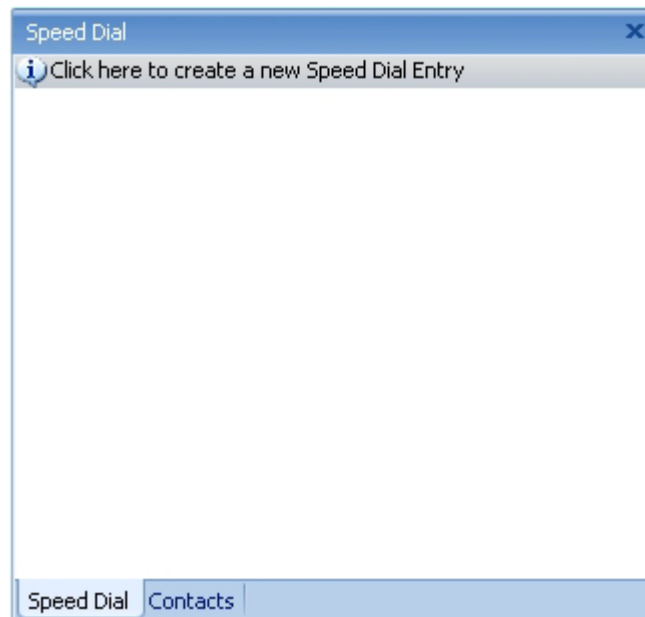 Speed Dial
Click here to create a new Speed Dial Entry
Speed Dial Contacts